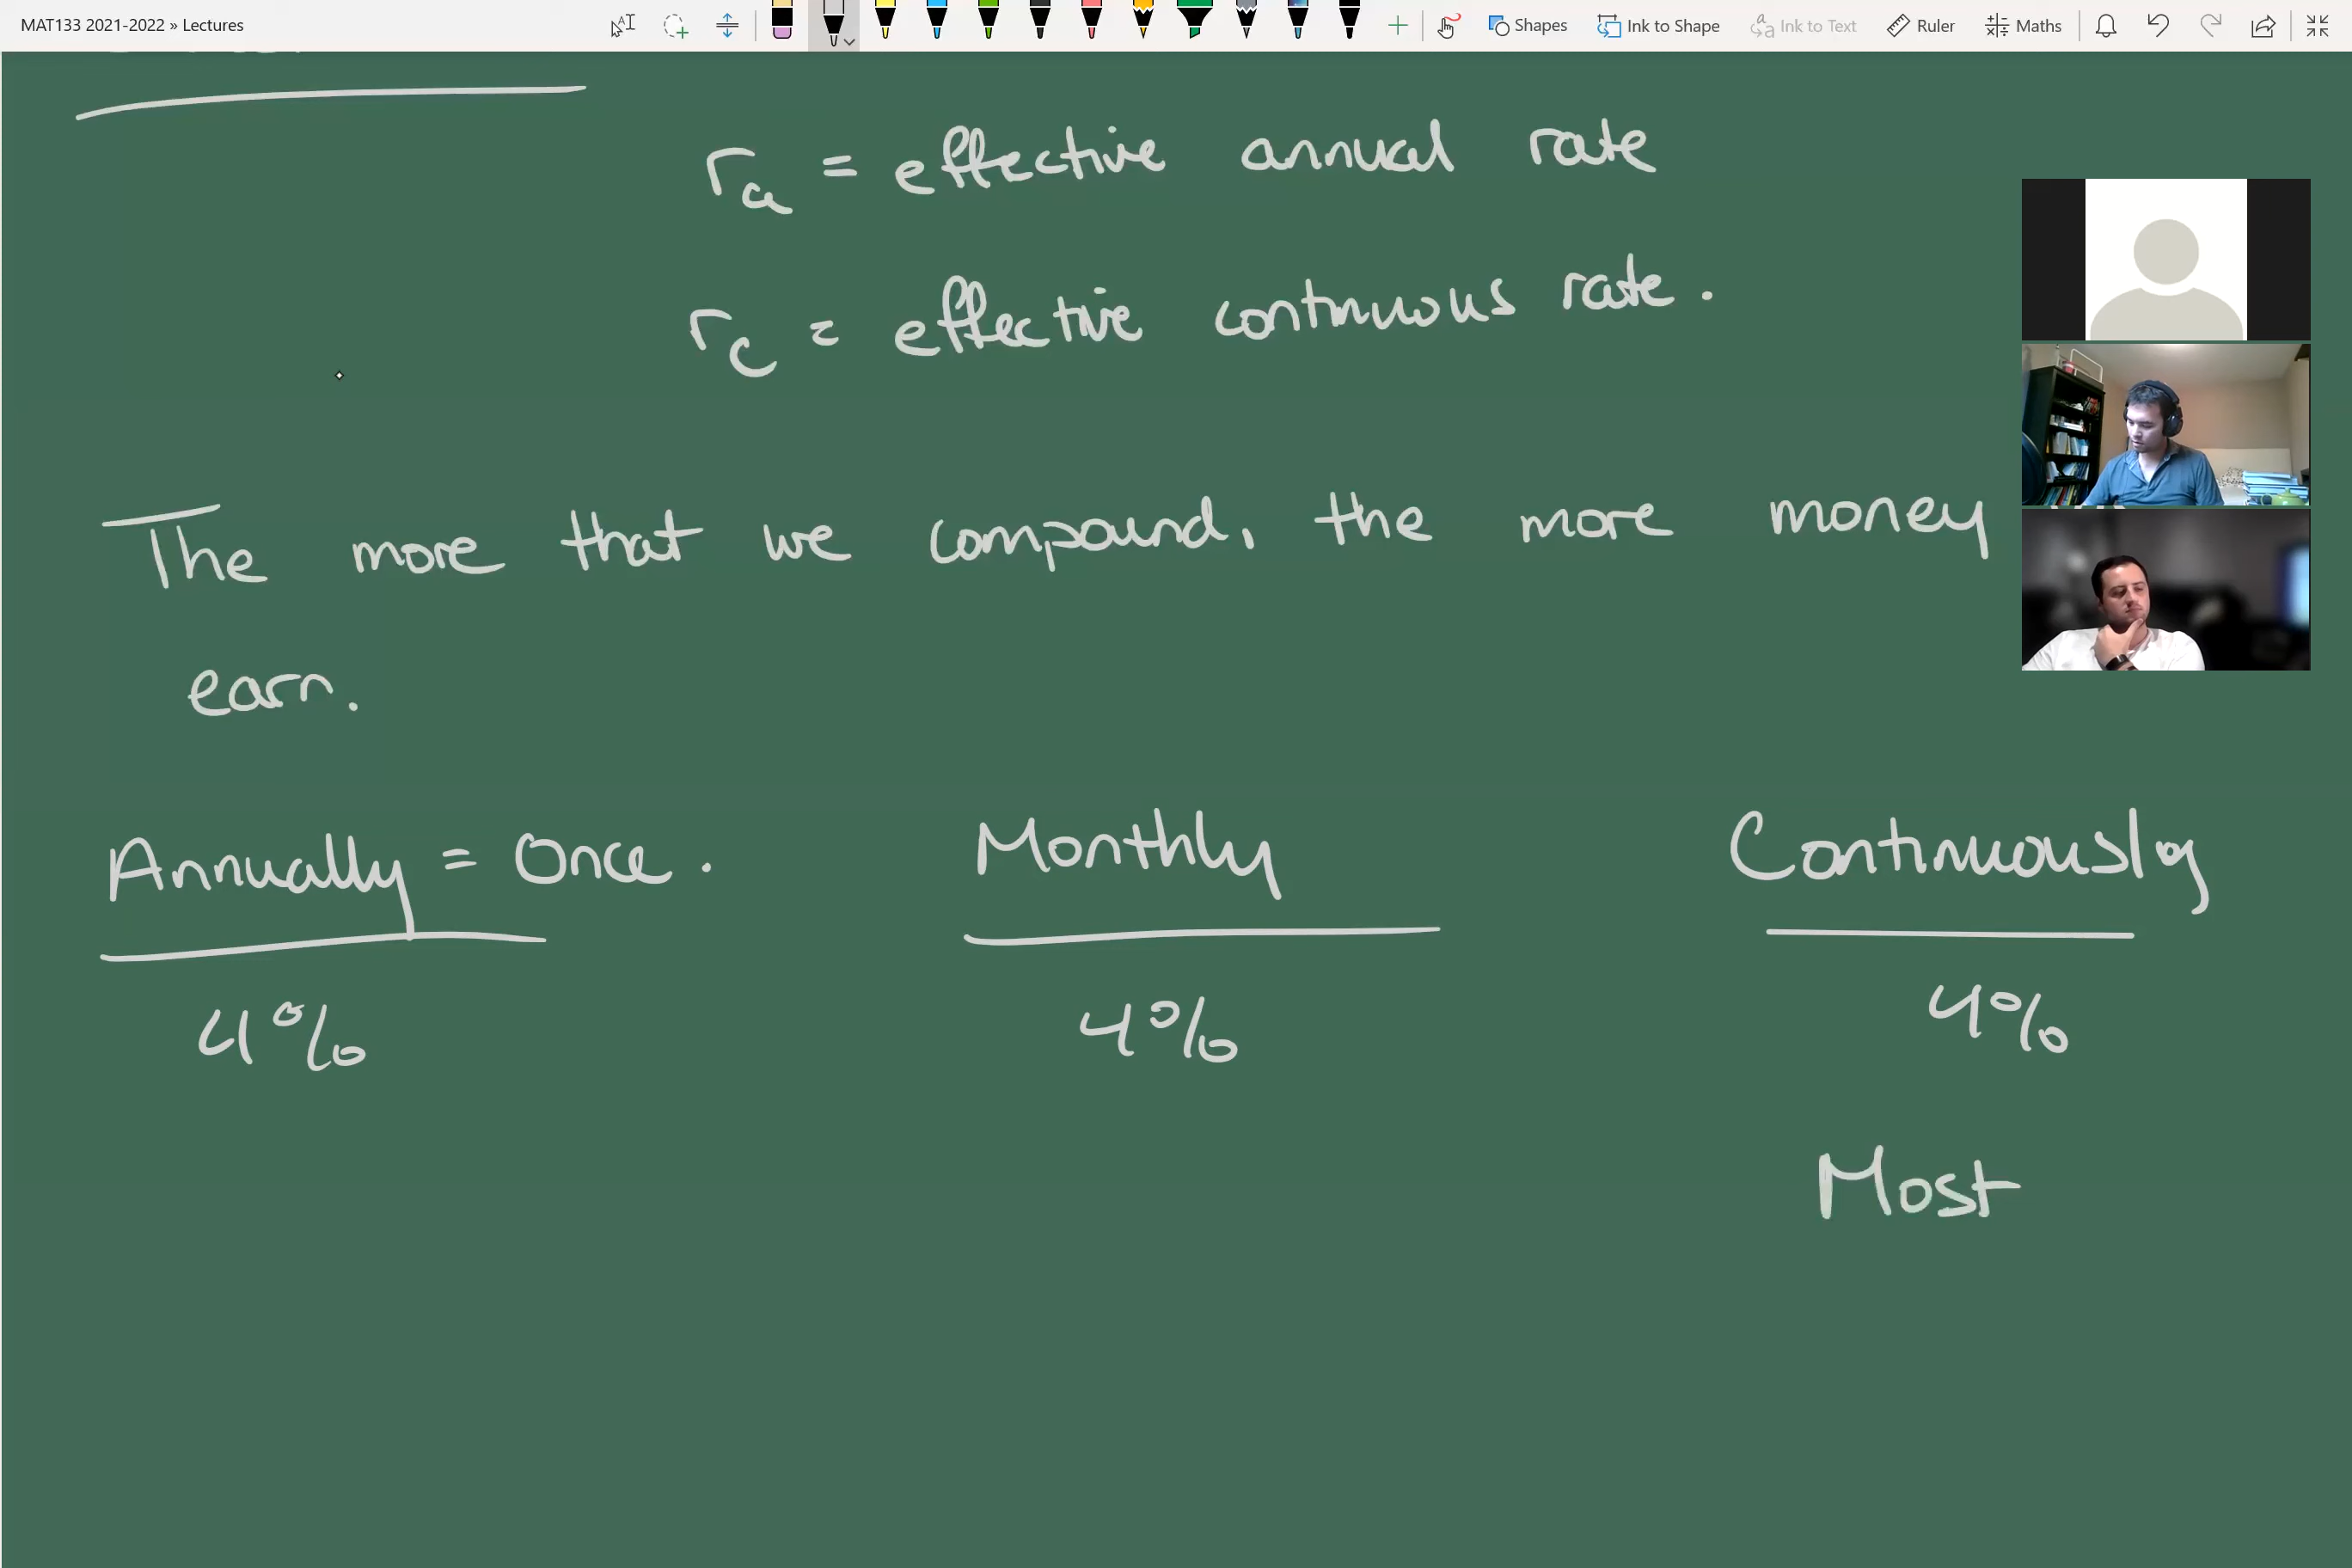 MAT133 2021-2022 » Lectures
Shapes Ink to Shape Ink to Text Ruler Maths
ra = effective annual rate
rc = effective continuous rate.
The more that we compound, the more money
earn.
Annually = Once. Monthly Continuously
4% 4% 4%
Most